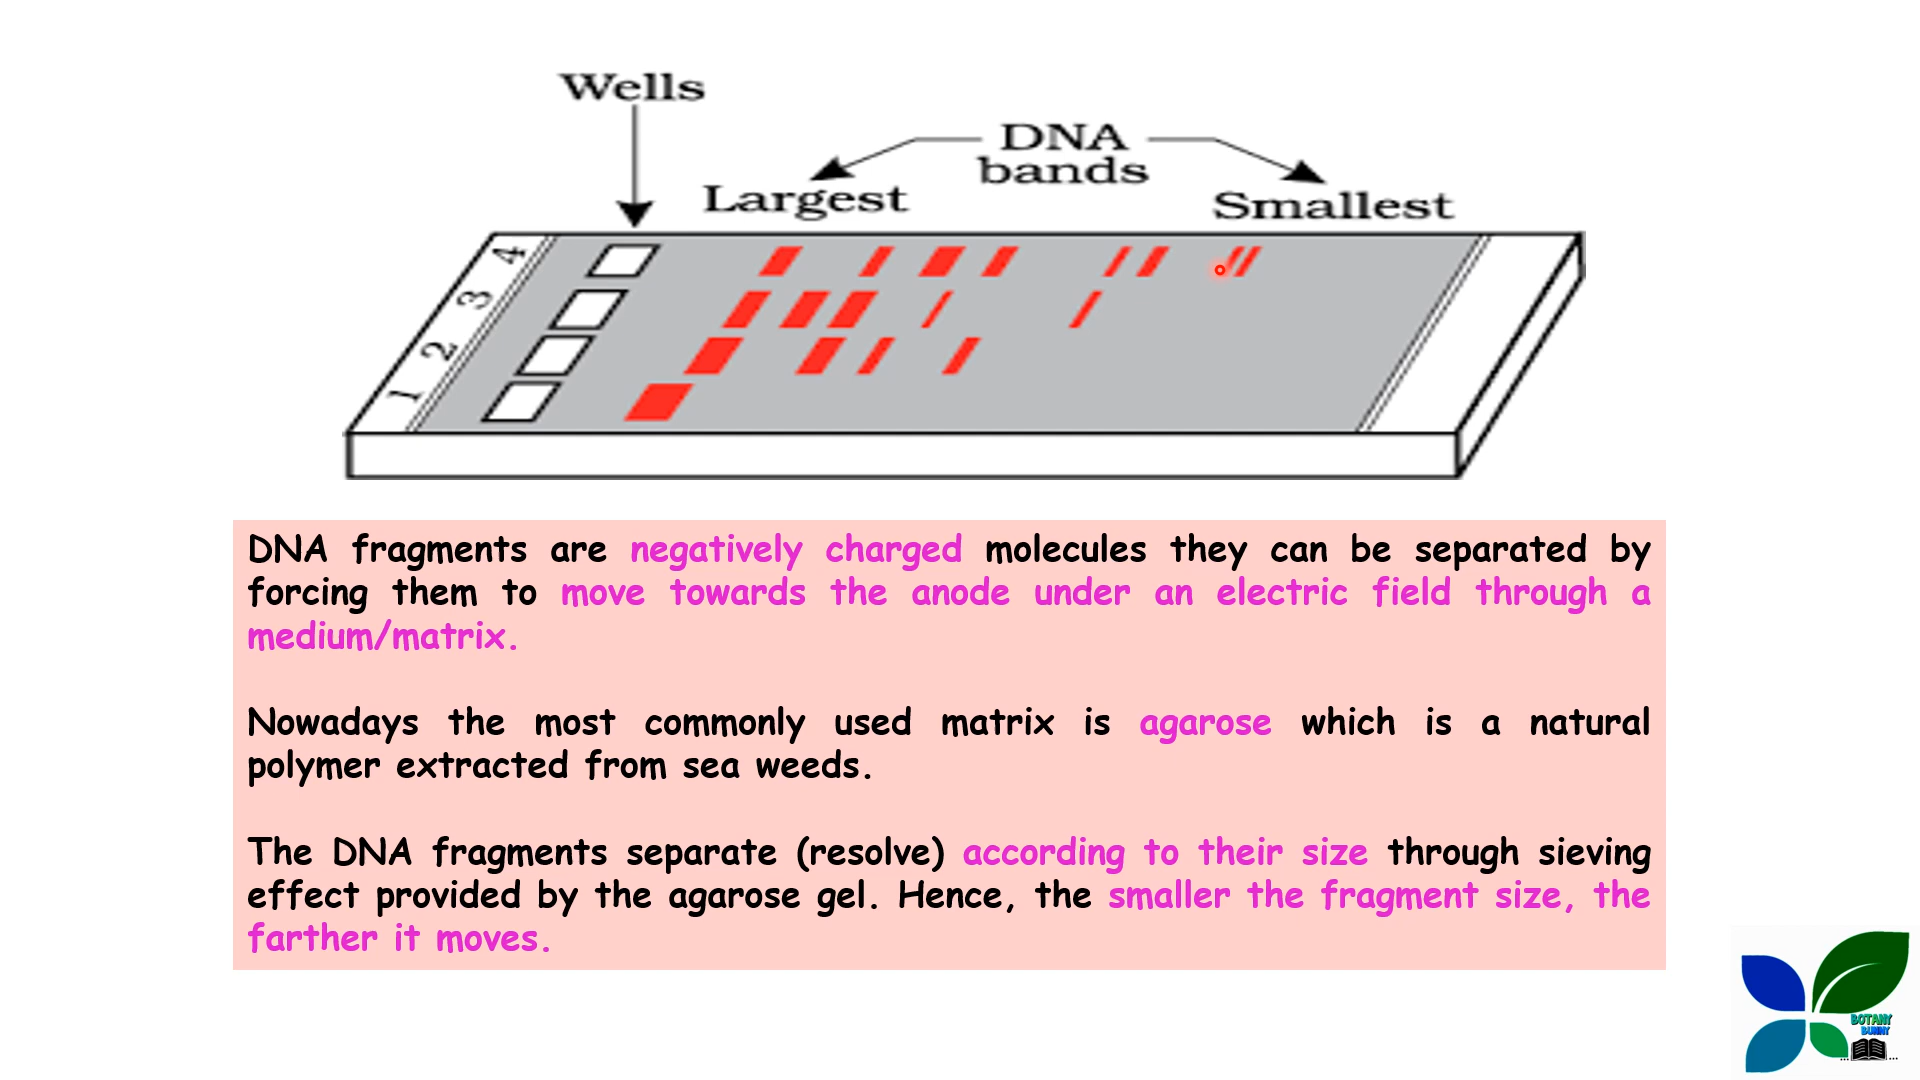 Wells
DNA
bands
Largest
Smallest
4
3
2
1
DNA fragments are negatively charged molecules they can be separated by
forcing them to move towards the anode under an electric field through a
medium/matrix.
Nowadays the most commonly used matrix is agarose which is a natural
polymer extracted from sea weeds.
The DNA fragments separate (resolve) according to their size through sieving
effect provided by the agarose gel. Hence, the smaller the fragment size, the
farther it moves.
BOTANY
BUNNY